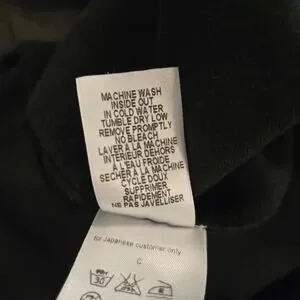 MACHINE WASH
INSIDE OUT
IN COLD WATER
TUMBLE DRY LOW
REMOVE PROMPTLY
NO BLEACH
LAVER A LA MACHINE
INTERIEUR DEHORS
A L'EAU FROIDE
SECHER A LA MACHINE
CYCLE DOUX
SUPPRIMER
RAPIDEMENT
NE PAS JAVELLISER
for Japanese customer only
C
30